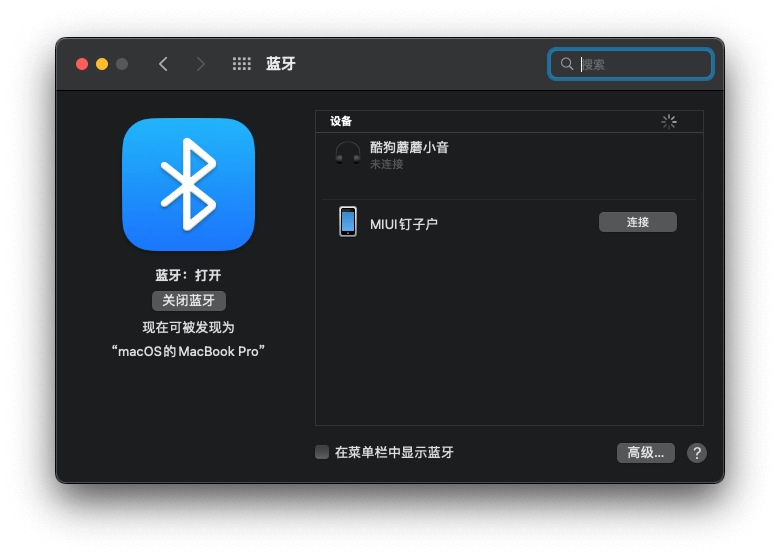 蓝牙
搜索
设备
酷狗蘑蘑小音
未连接
MIUI钉子户
连接
蓝牙：打开
关闭蓝牙
现在可被发现为
“macOS的MacBook Pro”
在菜单栏中显示蓝牙
高级...
?